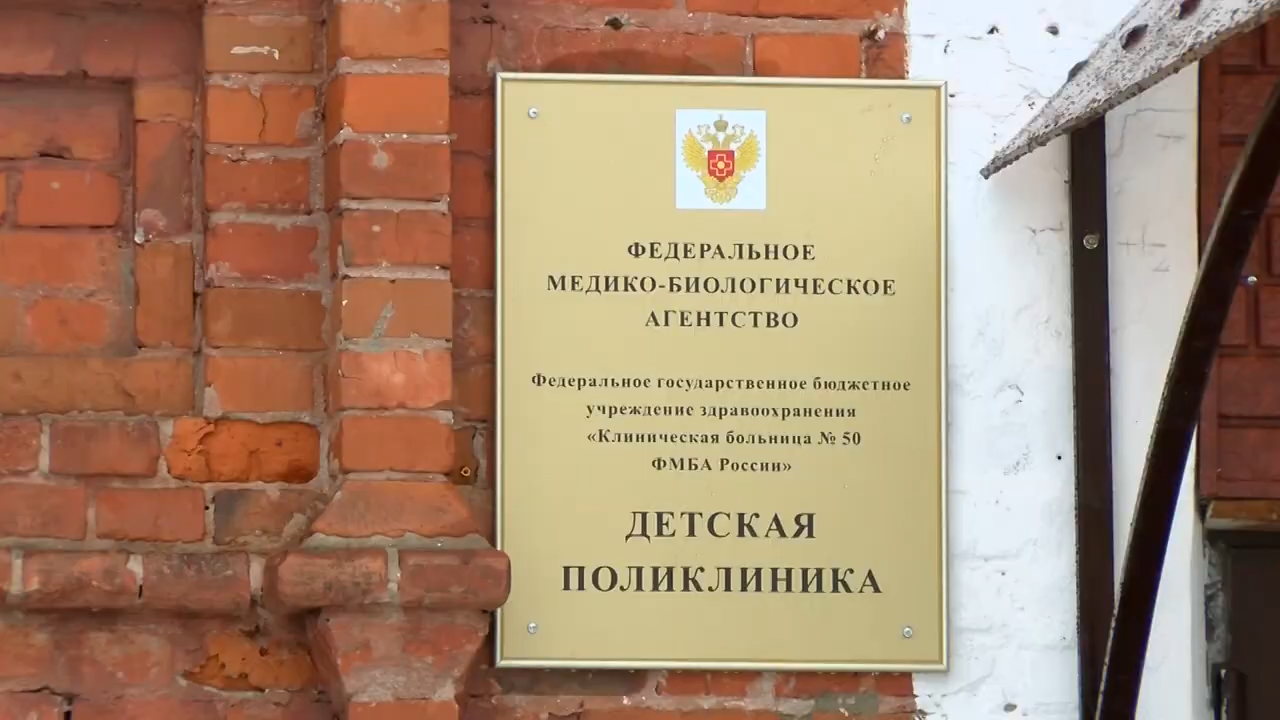 ФЕДЕРАЛЬНОЕ
МЕДИКО-БИОЛОГИЧЕСКОЕ
АГЕНТСТВО
Федеральное государственное бюджетное
учреждение здравоохранения
«Клиническая больница № 50
ФМБА России»
ДЕТСКАЯ
ПОЛИКЛИНИКА